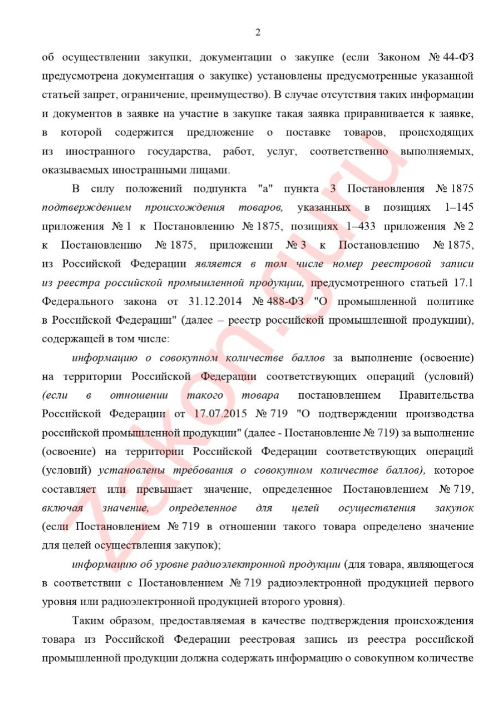 2
об осуществлении закупки, документации о закупке (если Законом № 44-ФЗ
предусмотрена документация о закупке) установлены предусмотренные указанной
статьей запрет, ограничение, преимущество). В случае отсутствия таких информации
и документов в заявке на участие в закупке такая заявка приравнивается к заявке,
в которой содержится предложение о поставке товаров, происходящих
из иностранного государства, работ, услуг, соответственно выполняемых,
оказываемых иностранными лицами.
В силу положений подпункта "а" пункта 3 Постановления № 1875
подтверждением происхождения товаров, указанных в позициях 1–145
приложения № 1 к Постановлению № 1875, позициях 1–433 приложения № 2
к Постановлению № 1875, приложении № 3 к Постановлению № 1875,
из Российской Федерации является в том числе номер реестровой записи
из реестра российской промышленной продукции, предусмотренного статьей 17.1
Федерального закона от 31.12.2014 № 488-ФЗ "О промышленной политике
в Российской Федерации" (далее – реестр российской промышленной продукции),
содержащей в том числе:
информацию о совокупном количестве баллов за выполнение (освоение)
на территории Российской Федерации соответствующих операций (условий)
(если в отношении такого товара постановлением Правительства
Российской Федерации от 17.07.2015 № 719 "О подтверждении производства
российской промышленной продукции" (далее - Постановление № 719) за выполнение
(освоение) на территории Российской Федерации соответствующих операций
(условий) установлены требования о совокупном количестве баллов), которое
составляет или превышает значение, определенное Постановлением № 719,
включая значение, определенное для целей осуществления закупок
(если Постановлением № 719 в отношении такого товара определено значение
для целей осуществления закупок);
информацию об уровне радиоэлектронной продукции (для товара, являющегося
в соответствии с Постановлением № 719 радиоэлектронной продукцией первого
уровня или радиоэлектронной продукцией второго уровня).
Таким образом, предоставляемая в качестве подтверждения происхождения
товара из Российской Федерации реестровая запись из реестра российской
промышленной продукции должна содержать информацию о совокупном количестве
Zakon.guru